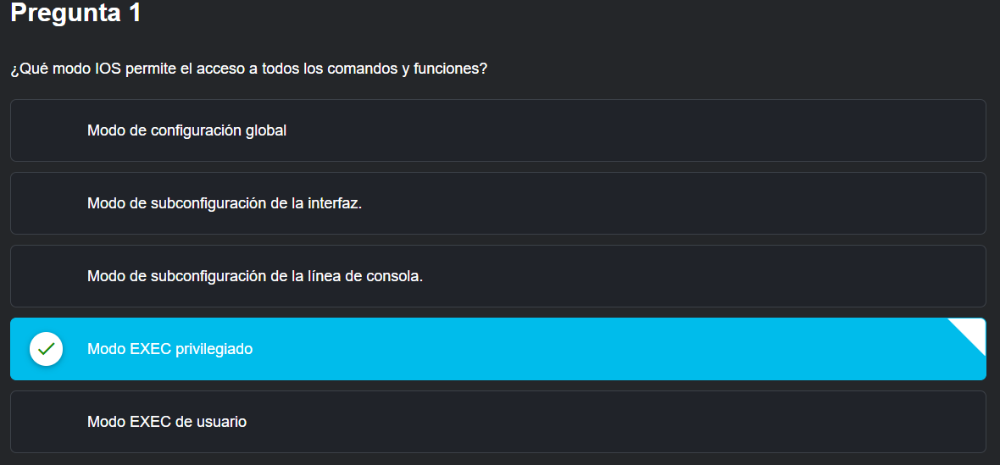 Pregunta 1
¿Qué modo IOS permite el acceso a todos los comandos y funciones?
Modo de configuración global
Modo de subconfiguración de la interfaz.
Modo de subconfiguración de la línea de consola.
Modo EXEC privilegiado
Modo EXEC de usuario